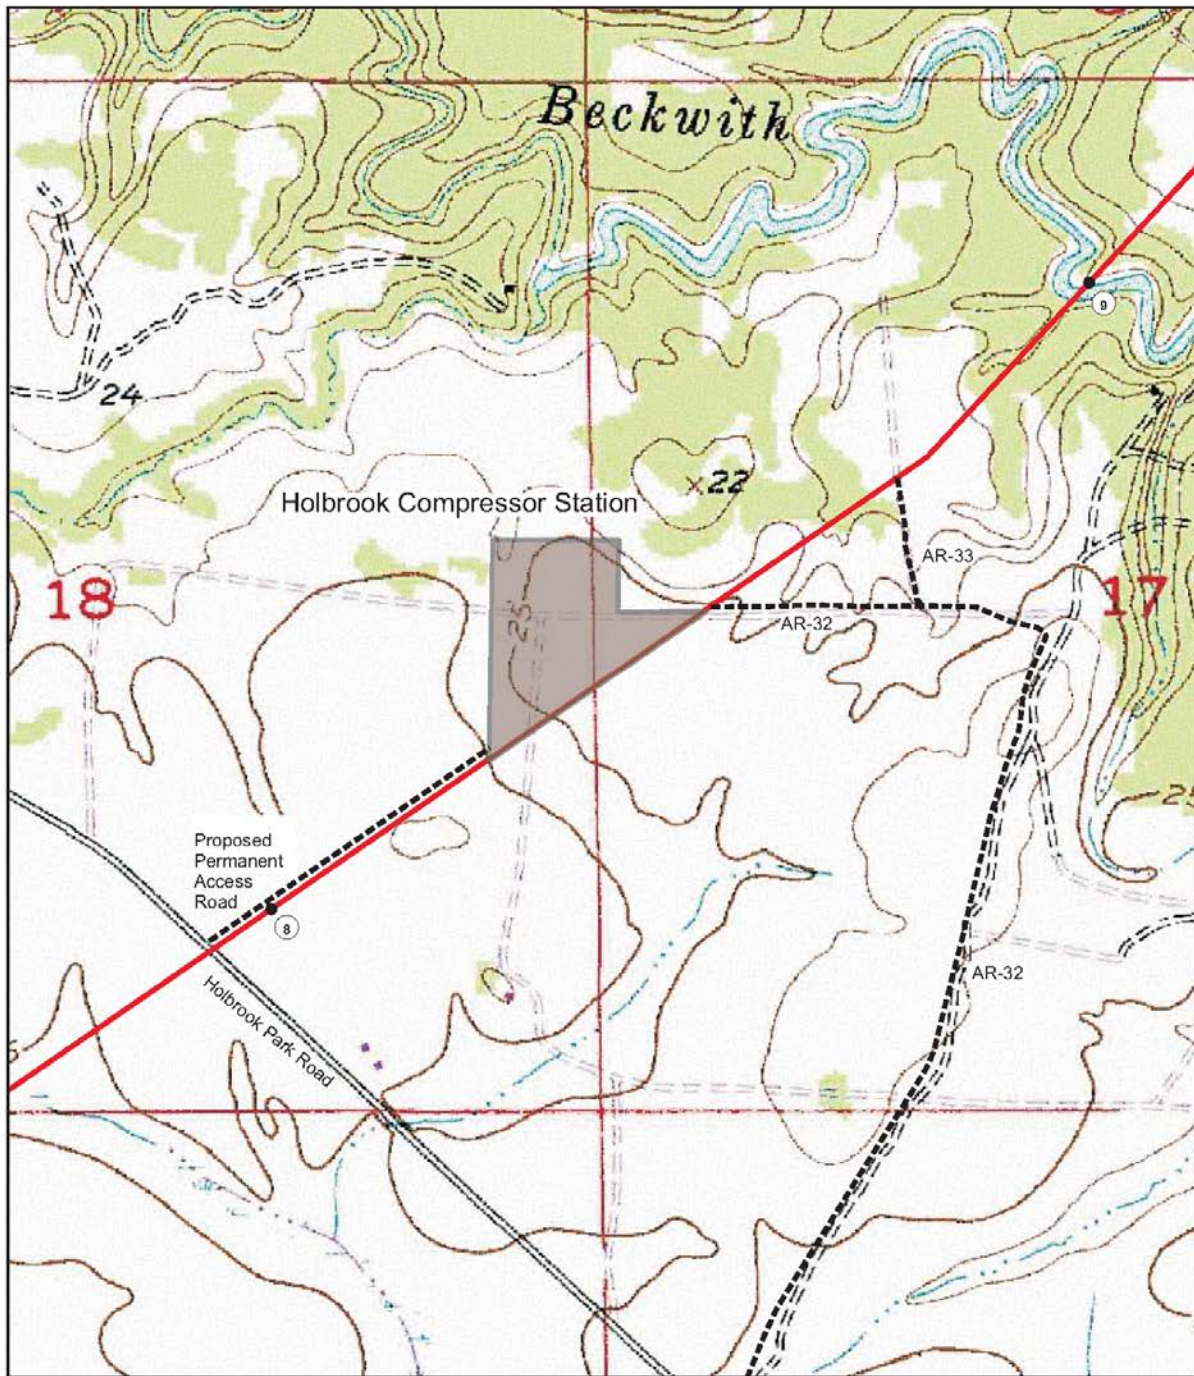 Beckwith
9
24
22
Holbrook Compressor Station
AR-33
18
25
17
AR-32
Proposed
Permanent
Access
Road
8
AR-32
Holbrook Park Road